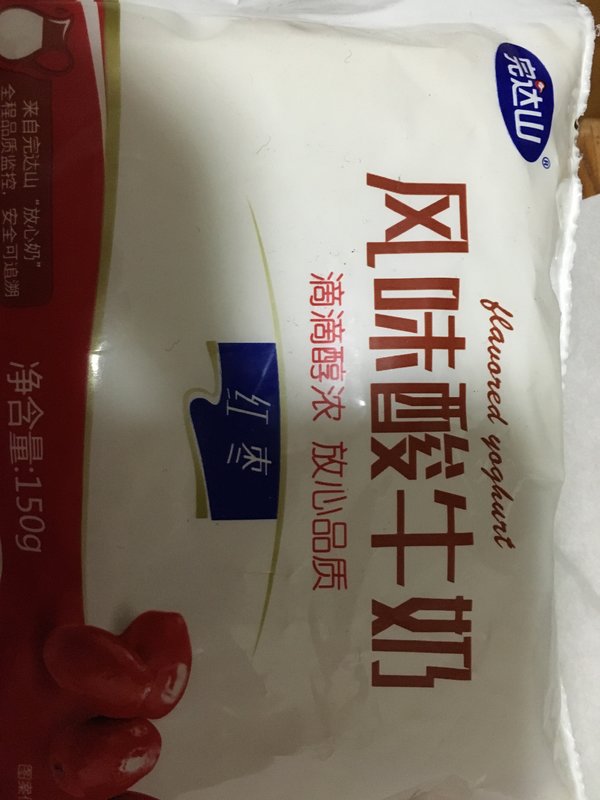 完达山®
flavored yoghurt
风味酸牛奶
滴滴醇浓 放心品质
红枣
来自完达山“放心奶”
全程品质监控，安全可追溯
净含量:150g
图案